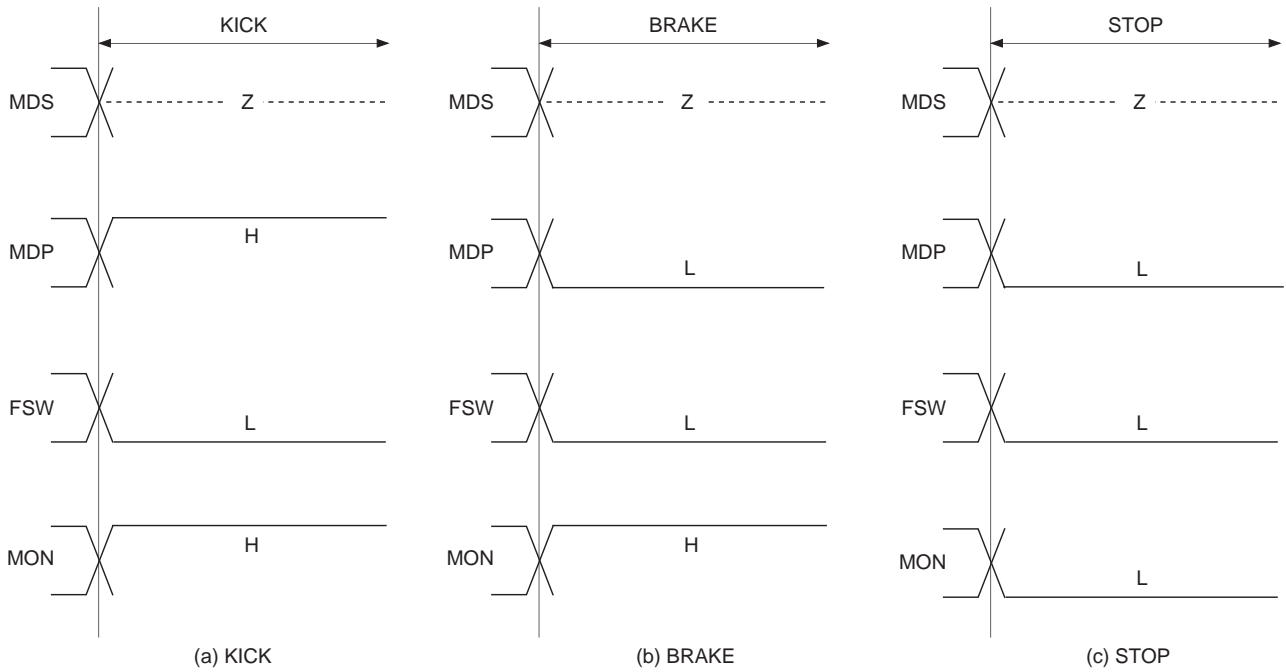 KICK
BRAKE
STOP
MDS
Z
MDS
Z
MDS
Z
MDP
H
MDP
L
MDP
L
FSW
L
FSW
L
FSW
L
MON
H
MON
H
MON
L
(a) KICK
(b) BRAKE
(c) STOP